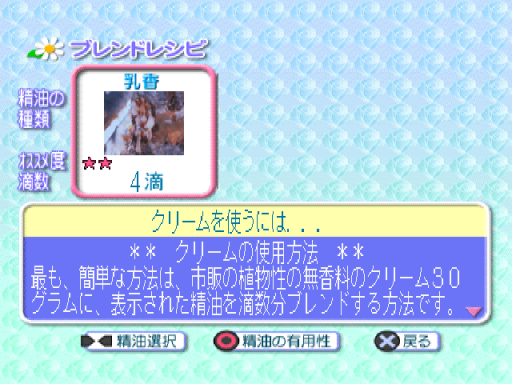 ブレンドレシピ
精油の
種類
乳香
ｵｽｽﾒ度
滴数
★★
4滴
クリームを使うには...
** クリームの使用方法 **
最も、簡単な方法は、市販の植物性の無香料のクリーム30
グラムに、表示された精油を滴数分ブレンドする方法です。
精油選択
精油の有用性
戻る